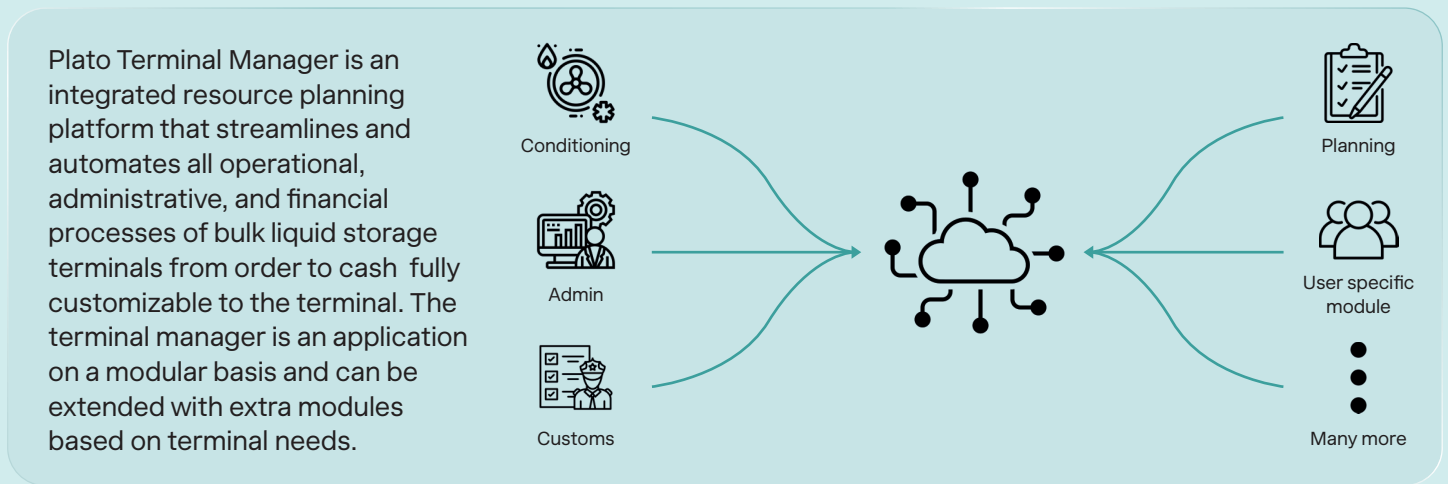 Plato Terminal Manager is an
integrated resource planning
platform that streamlines and
automates all operational,
administrative, and financial
processes of bulk liquid storage
terminals from order to cash  fully
customizable to the terminal. The
terminal manager is an application
on a modular basis and can be
extended with extra modules
based on terminal needs.
Conditioning
Admin
Customs
Planning
User specific
module
Many more